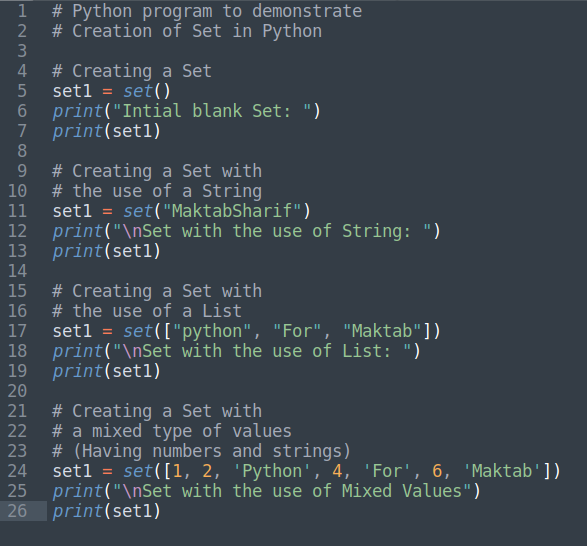 1 # Python program to demonstrate
2 # Creation of Set in Python
3
4 # Creating a Set
5 set1 = set()
6 print("Intial blank Set: ")
7 print(set1)
8
9 # Creating a Set with
10 # the use of a String
11 set1 = set("MaktabSharif")
12 print("\nSet with the use of String: ")
13 print(set1)
14
15 # Creating a Set with
16 # the use of a List
17 set1 = set(["python", "For", "Maktab"])
18 print("\nSet with the use of List: ")
19 print(set1)
20
21 # Creating a Set with
22 # a mixed type of values
23 # (Having numbers and strings)
24 set1 = set([1, 2, 'Python', 4, 'For', 6, 'Maktab'])
25 print("\nSet with the use of Mixed Values")
26 print(set1)